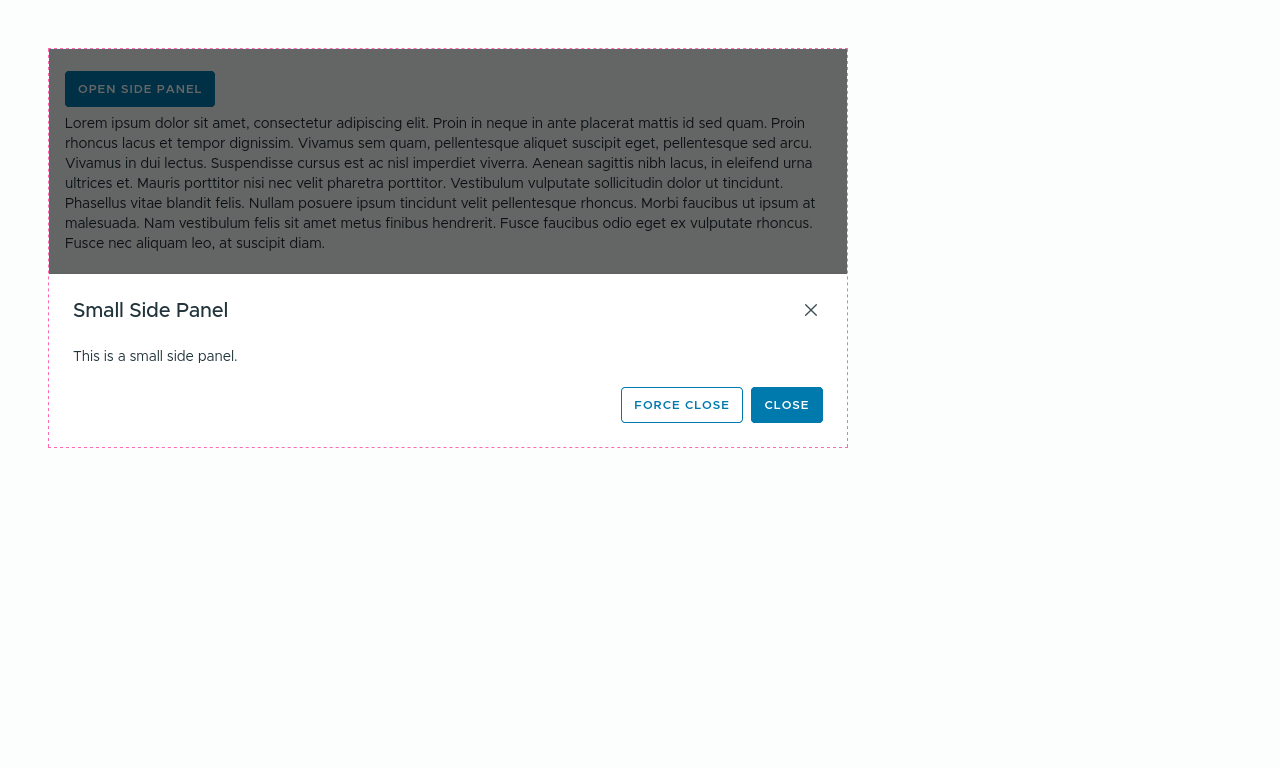 OPEN SIDE PANEL
Lorem ipsum dolor sit amet, consectetur adipiscing elit. Proin in neque in ante placerat mattis id sed quam. Proin
rhoncus lacus et tempor dignissim. Vivamus sem quam, pellentesque aliquet suscipit eget, pellentesque sed arcu.
Vivamus in dui lectus. Suspendisse cursus est ac nisl imperdiet viverra. Aenean sagittis nibh lacus, in eleifend urna
ultrices et. Mauris porttitor nisi nec velit pharetra porttitor. Vestibulum vulputate sollicitudin dolor ut tincidunt.
Phasellus vitae blandit felis. Nullam posuere ipsum tincidunt velit pellentesque rhoncus. Morbi faucibus ut ipsum at
malesuada. Nam vestibulum felis sit amet metus finibus hendrerit. Fusce faucibus odio eget ex vulputate rhoncus.
Fusce nec aliquam leo, at suscipit diam.
Small Side Panel
This is a small side panel.
FORCE CLOSE
CLOSE